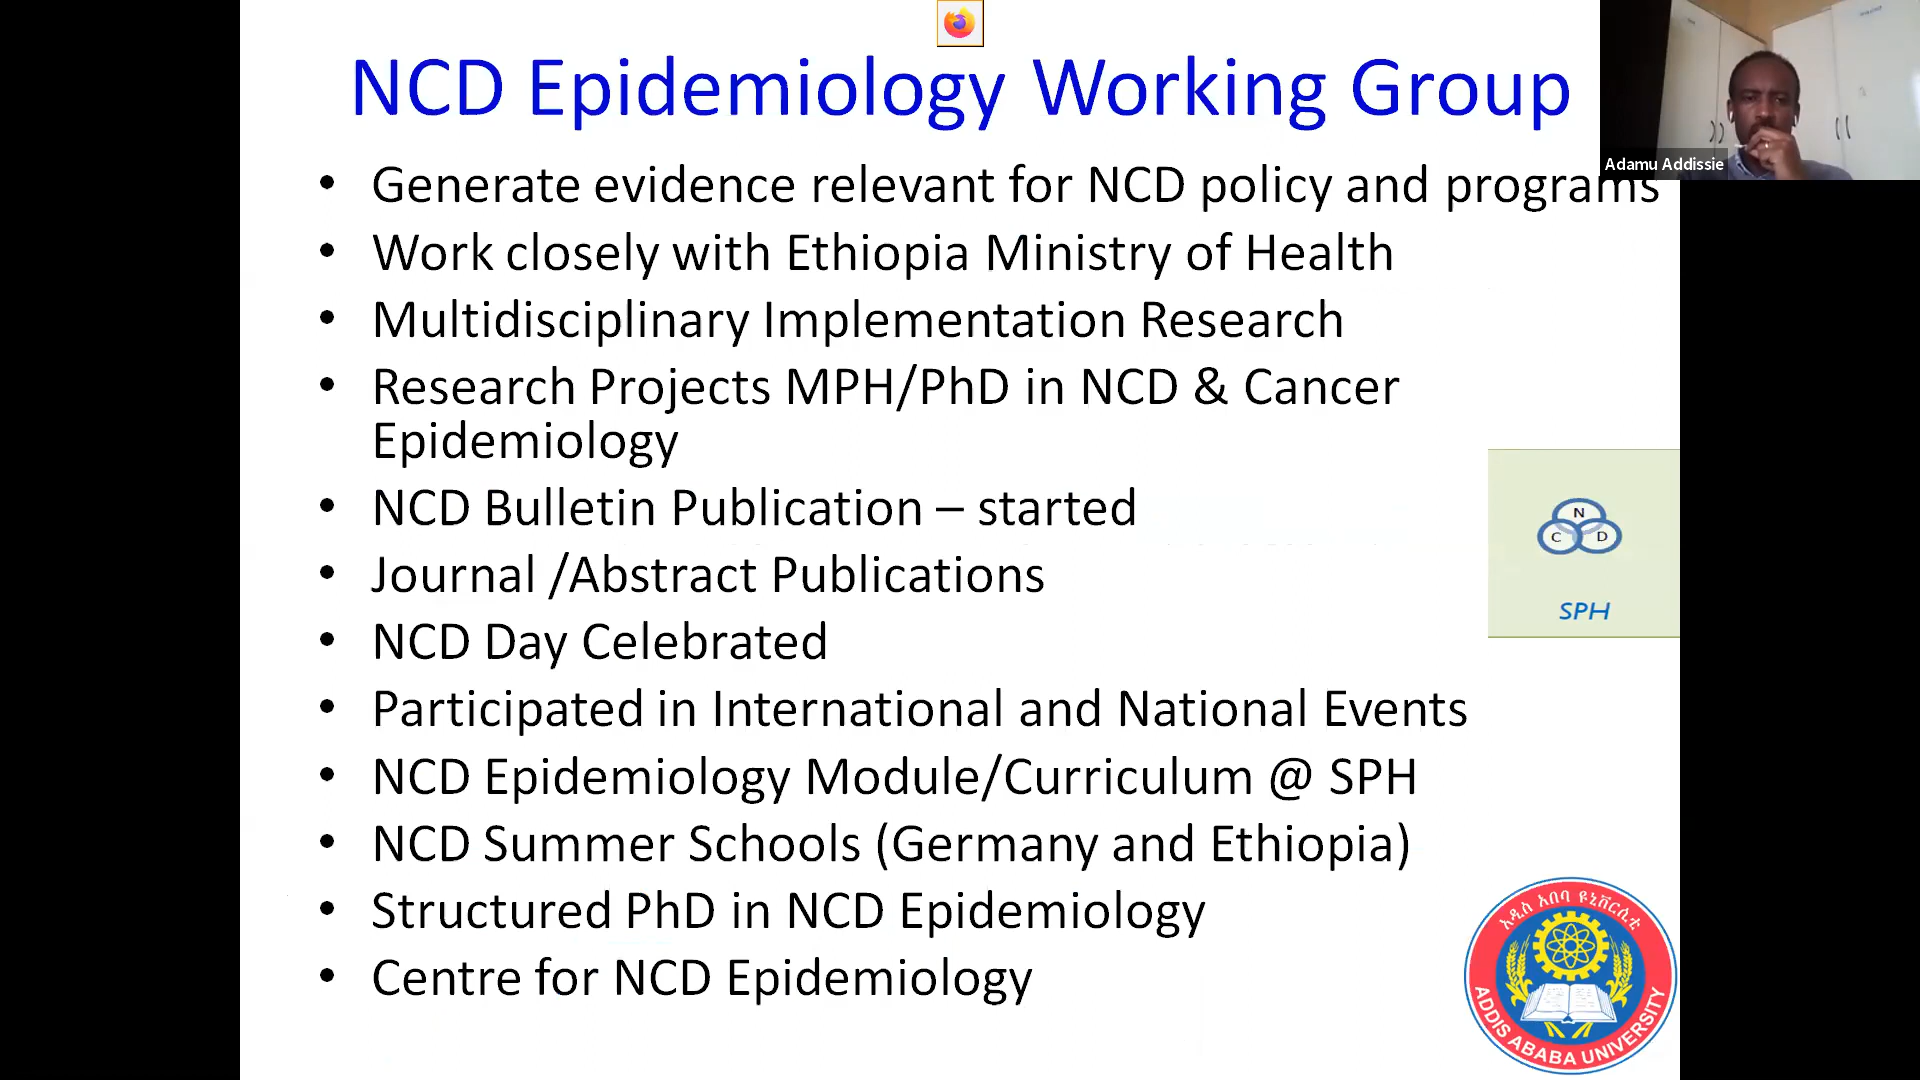 NCD Epidemiology Working Group
Adamu Addissie
• Generate evidence relevant for NCD policy and programs
• Work closely with Ethiopia Ministry of Health
• Multidisciplinary Implementation Research
• Research Projects MPH/PhD in NCD & Cancer
Epidemiology
• NCD Bulletin Publication – started
• Journal /Abstract Publications
• NCD Day Celebrated
• Participated in International and National Events
• NCD Epidemiology Module/Curriculum @ SPH
• NCD Summer Schools (Germany and Ethiopia)
• Structured PhD in NCD Epidemiology
• Centre for NCD Epidemiology
N
C D
SPH
አዲስ አበባ ዩኒቨርሲቲ
ADDIS ABABA UNIVERSITY